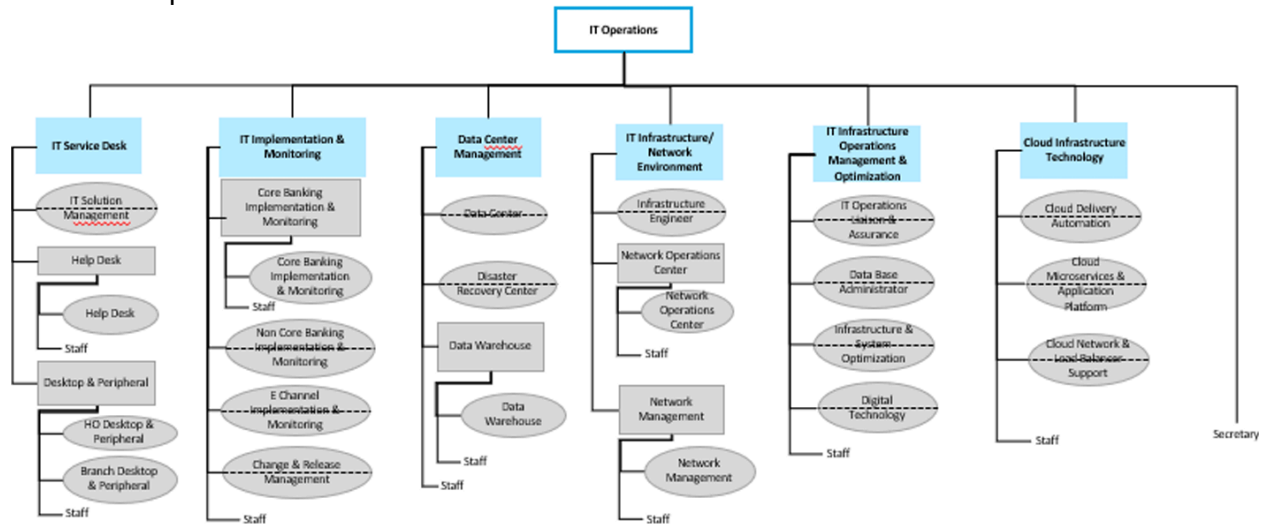 IT Operations
IT Service Desk
IT Solution
Management
Help Desk
Help Desk
Staff
Desktop & Peripheral
HO Desktop &
Peripheral
Branch Desktop
& Peripheral
Staff
IT Implementation &
Monitoring
Core Banking
Implementation &
Monitoring
Core Banking
Implementation
& Monitoring
Staff
Non Core Banking
Implementation &
Monitoring
E Channel
Implementation &
Monitoring
Change & Release
Management
Staff
Data Center
Management
Data Center
Disaster
Recovery Center
Data Warehouse
Data
Warehouse
Staff
Staff
IT Infrastructure/
Network
Environment
Infrastructure
Engineer
Network Operations
Center
Network
Operations
Center
Staff
Network
Management
Network
Management
Staff
IT Infrastructure
Operations
Management &
Optimization
IT Operations
Liaison &
Assurance
Data Base
Administrator
Infrastructure &
System
Optimization
Digital
Technology
Staff
Cloud Infrastructure
Technology
Cloud Delivery
Automation
Cloud
Microservices &
Application
Platform
Cloud Network &
Load Balancer
Support
Staff
Secretary